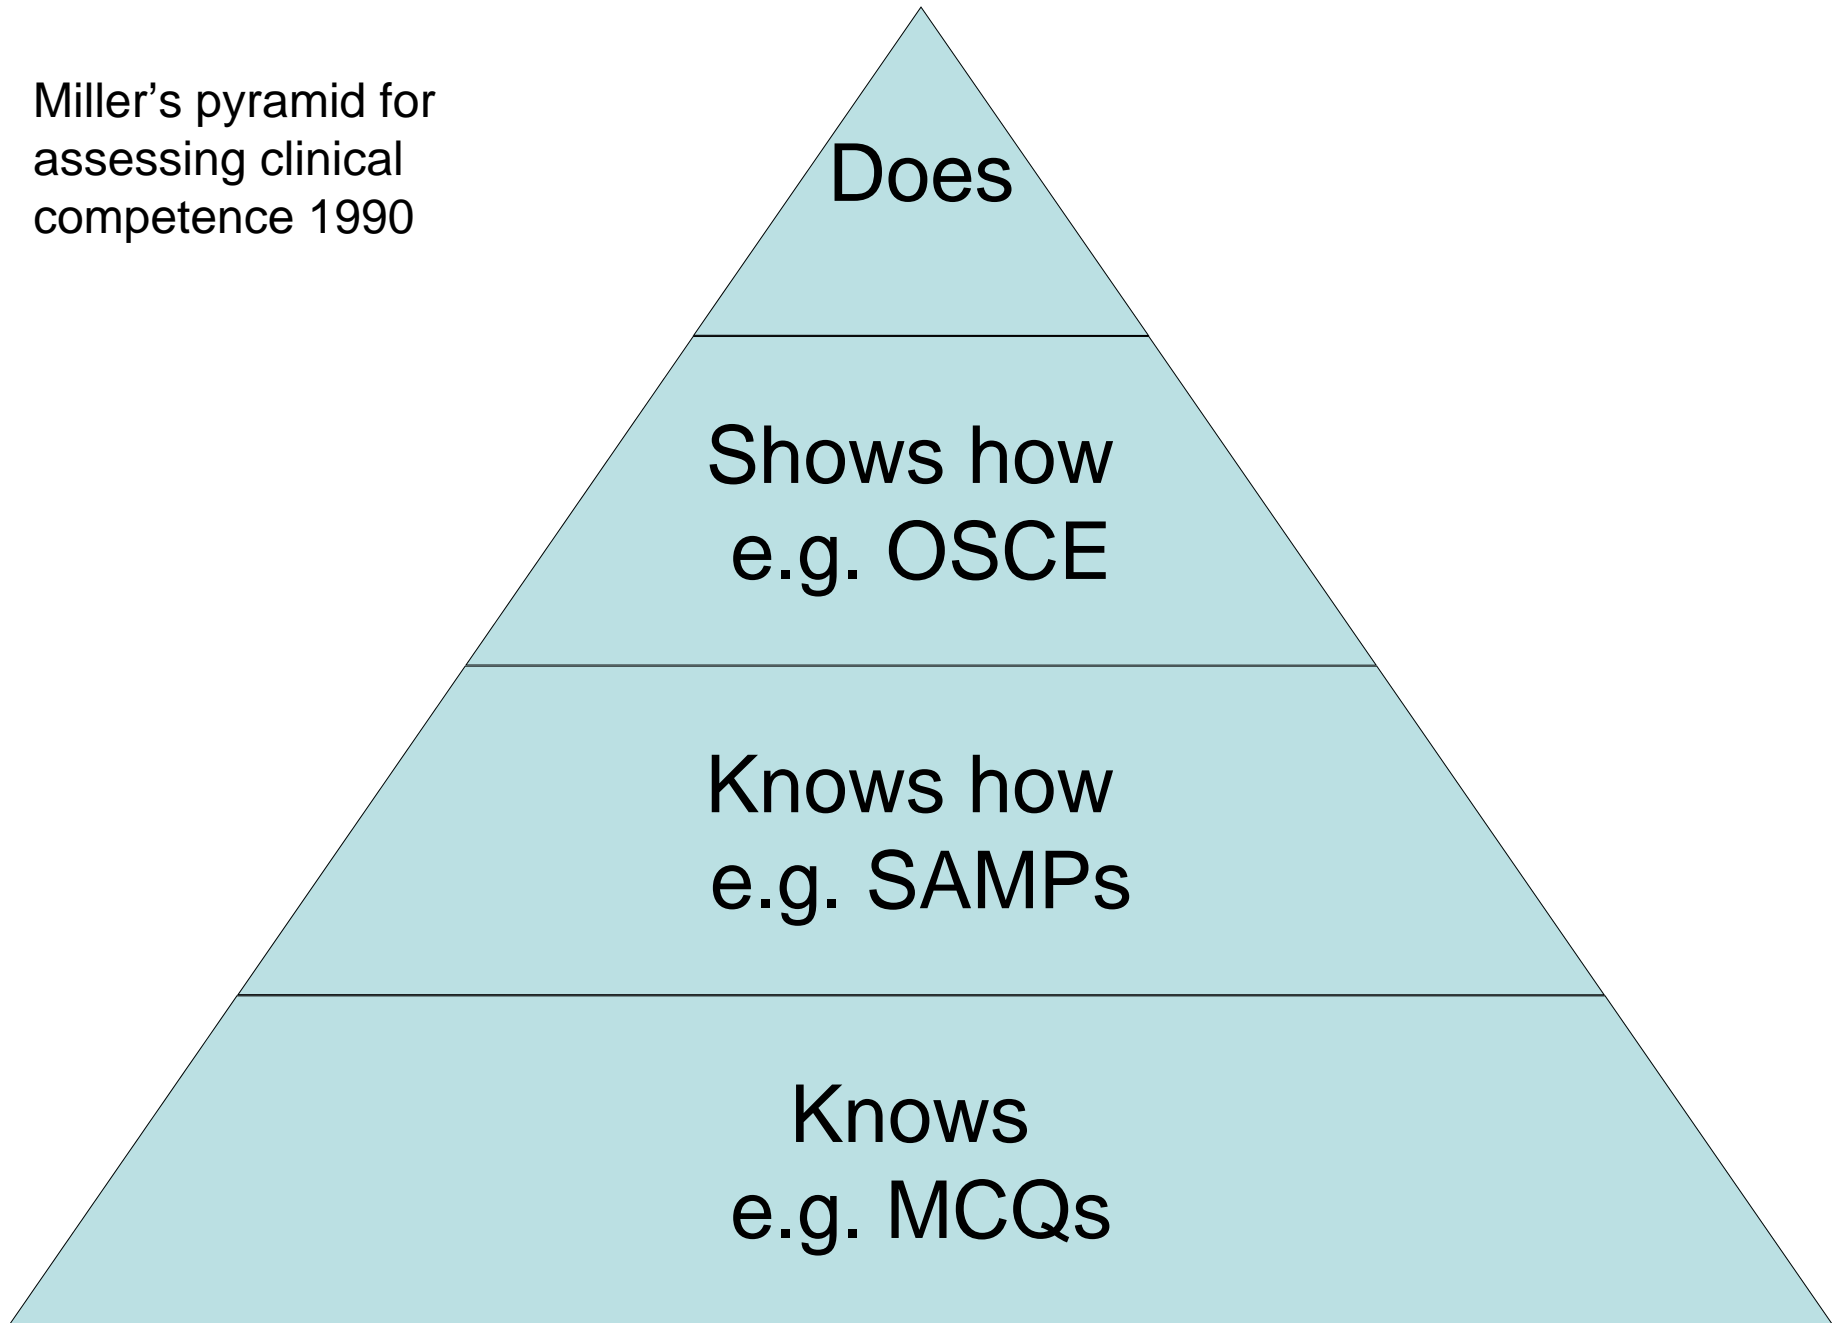 Miller’s pyramid for
assessing clinical
competence 1990
Does
Shows how
e.g. OSCE
Knows how
e.g. SAMPs
Knows
e.g. MCQs